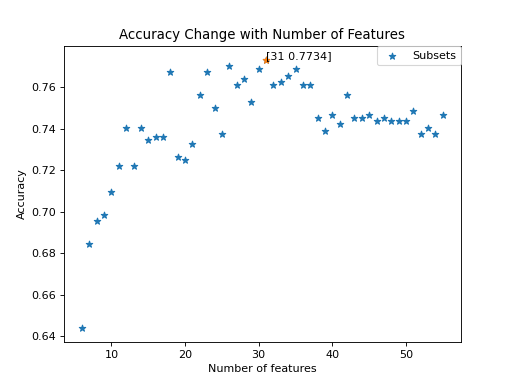 Accuracy Change with Number of Features
[31 0.7734]
Subsets
0.76
0.74
0.72
0.70
0.68
0.66
0.64
Accuracy
10 20 30 40 50
Number of features